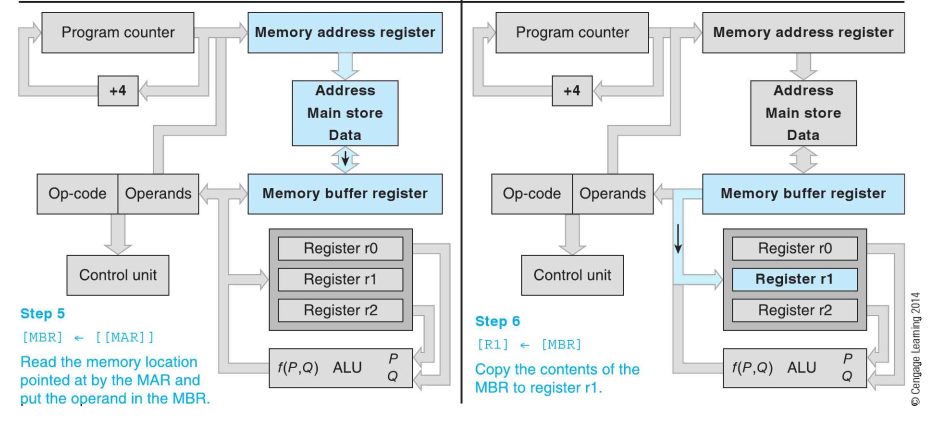 Program counter
Memory address register
+4
Address
Main store
Data
Op-code
Operands
Memory buffer register
Register r0
Control unit
Register r1
Register r2
Step 5
[MBR] ← [[MAR]]
Read the memory location
pointed at by the MAR and
put the operand in the MBR.
f(P,Q) ALU
P
Q
Program counter
Memory address register
+4
Address
Main store
Data
Op-code
Operands
Memory buffer register
Register r0
Control unit
Register r1
Register r2
Step 6
[R1] ← [MBR]
Copy the contents of the
MBR to register r1.
f(P,Q) ALU
P
Q
© Cengage Learning 2014